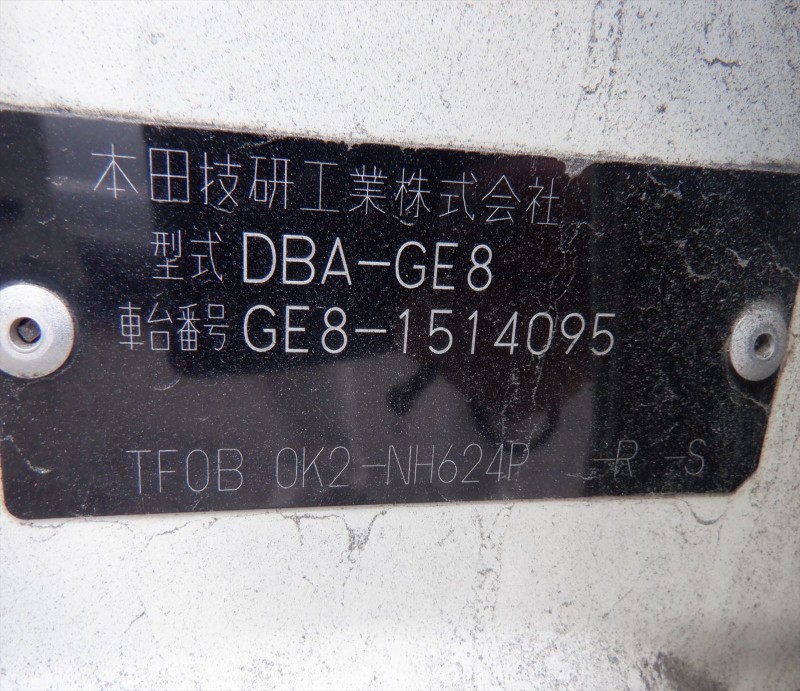 本田技研工業株式会社
型式 DBA-GE8
車台番号 GE8-1514095
TF0B 0K2-NH624P -R -S